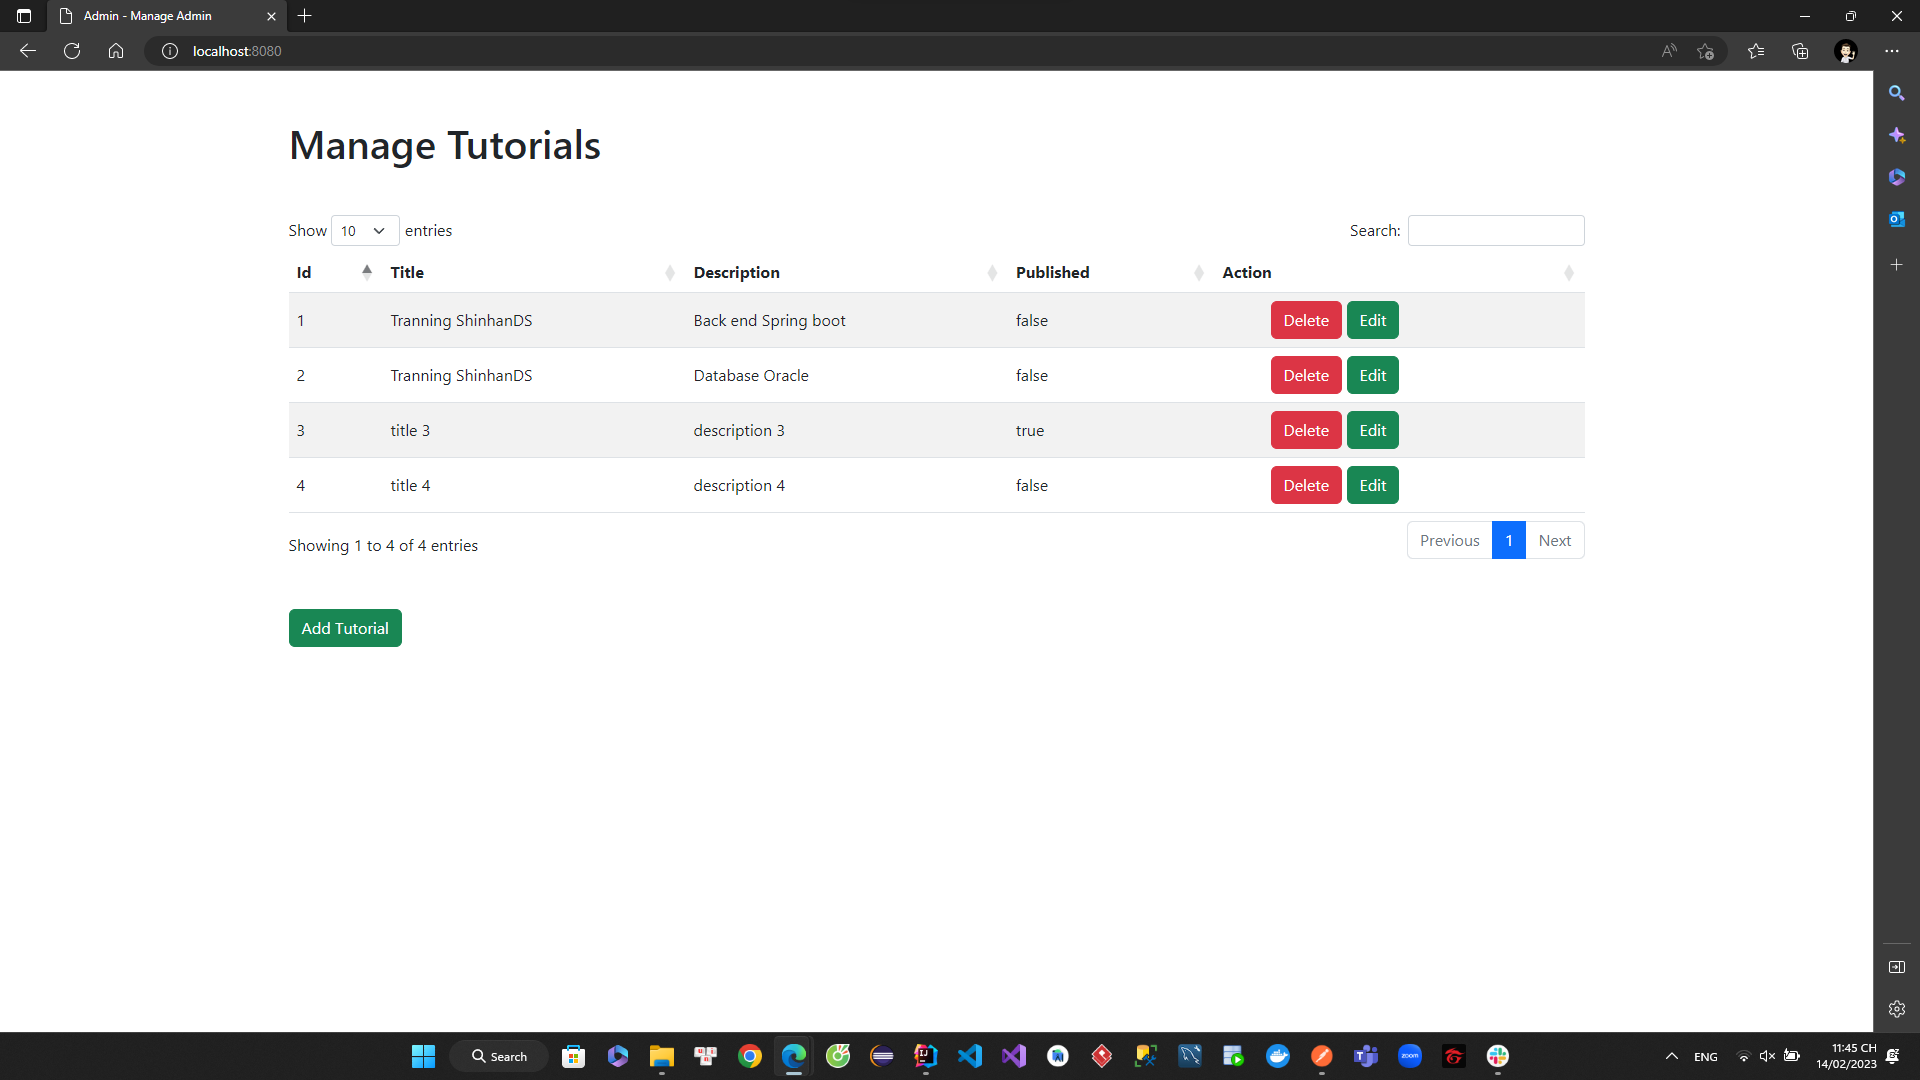 Admin - Manage Admin
localhost:8080
Manage Tutorials
Show 10 entries
Search:
Id Title Description Published Action
1 Tranning ShinhanDS Back end Spring boot false Delete Edit
2 Tranning ShinhanDS Database Oracle false Delete Edit
3 title 3 description 3 true Delete Edit
4 title 4 description 4 false Delete Edit
Showing 1 to 4 of 4 entries
Previous 1 Next
Add Tutorial
Search
zoom
ENG
11:45 CH
14/02/2023